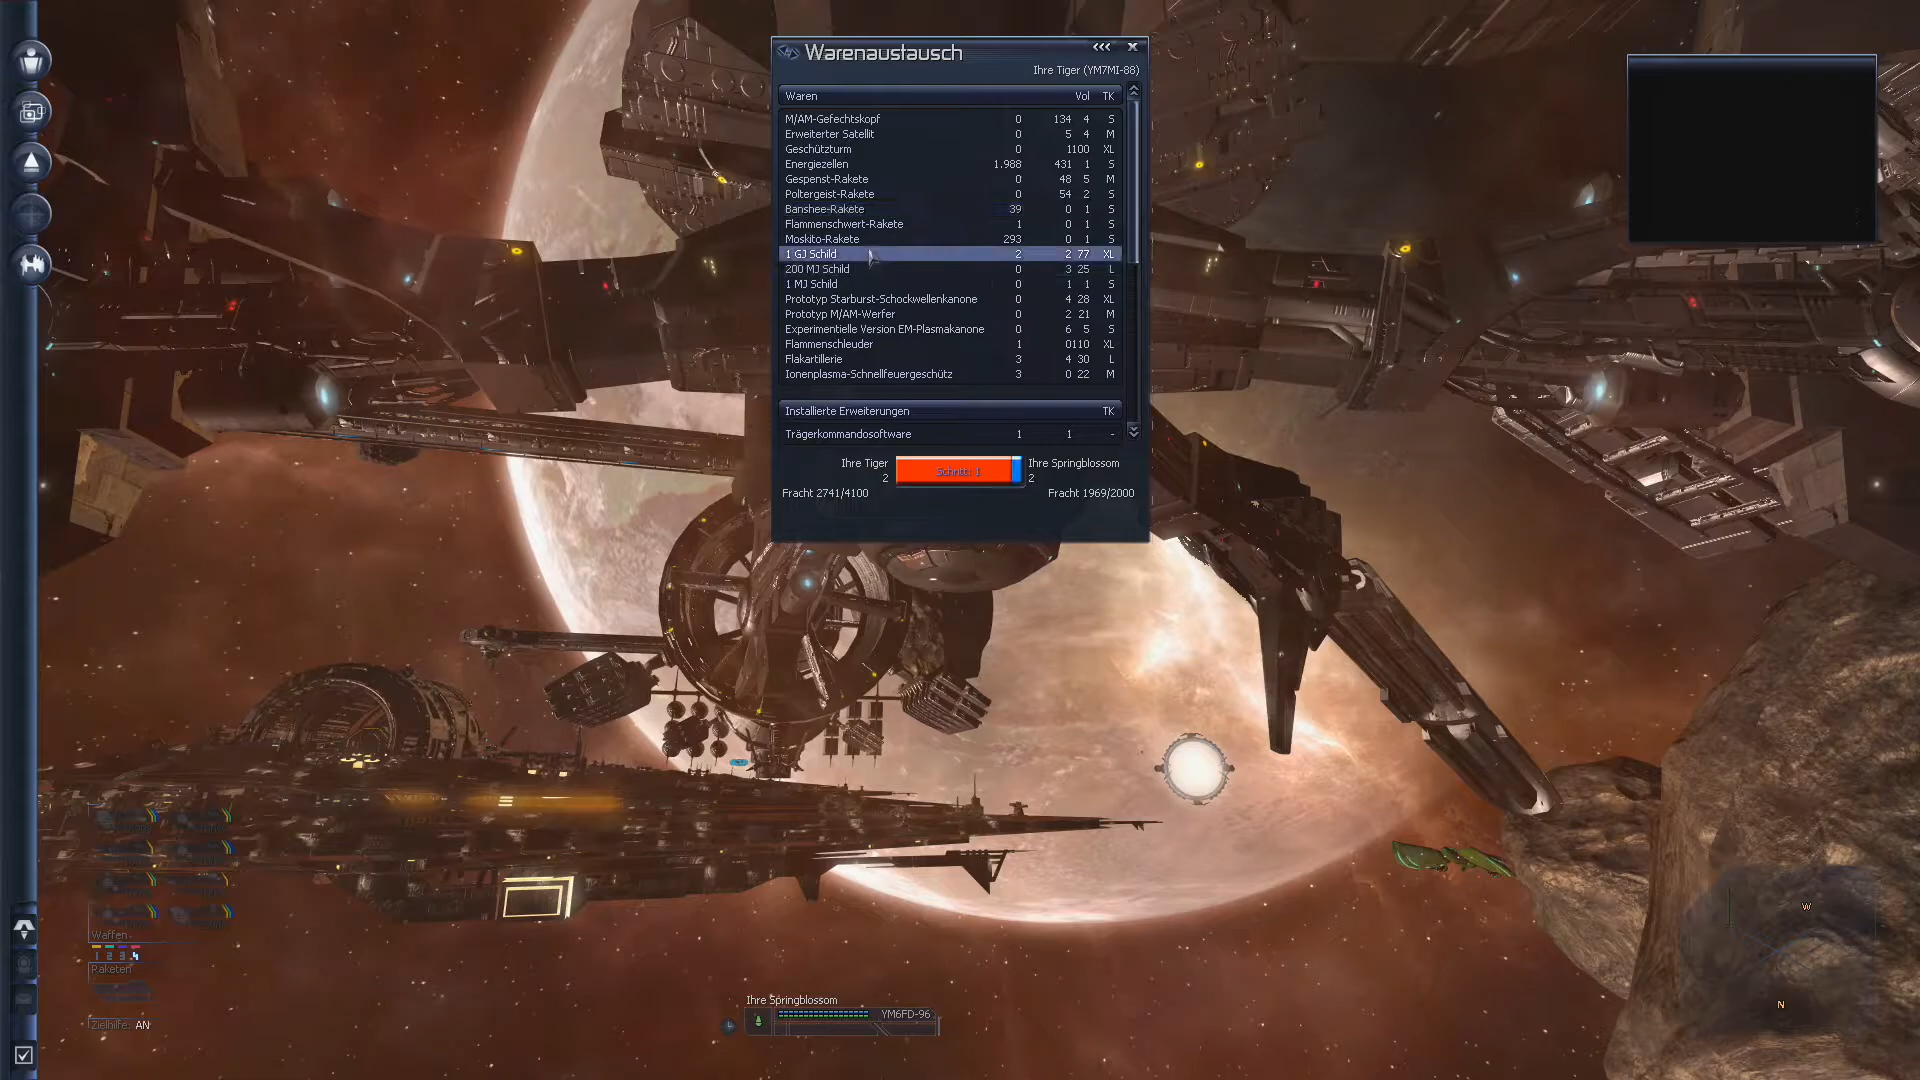 Warenaustausch
Ihre Tiger (YM7MI-88)
Waren Vol TK
M/AM-Gefechtskopf 0 134 4 S
Erweiterter Satellit 0 5 4 M
Geschützturm 0 1100 XL
Energiezellen 1.988 431 1 S
Gespenst-Rakete 0 48 5 M
Poltergeist-Rakete 0 54 2 S
Banshee-Rakete 39 0 1 S
Flammenschwert-Rakete 1 0 1 S
Moskito-Rakete 293 0 1 S
1 GJ Schild 2 2 77 XL
200 MJ Schild 0 3 25 L
1 MJ Schild 0 1 1 S
Prototyp Starburst-Schockwellenkanone 0 4 28 XL
Prototyp M/AM-Werfer 0 2 21 M
Experimentielle Version EM-Plasmakanone 0 6 5 S
Flammenschleuder 1 0110 XL
Flakartillerie 3 4 30 L
Ionenplasma-Schnellfeuergeschütz 3 0 22 M
Installierte Erweiterungen TK
Trägerkommandosoftware 1 1 -
Ihre Tiger Schritt: 1 Ihre Springblossom
2 2
Fracht 2741/4100 Fracht 1969/2000
Waffen
1 2 3 4
Raketen
Zielhilfe: AN
Ihre Springblossom
YM6FD-96
W
N